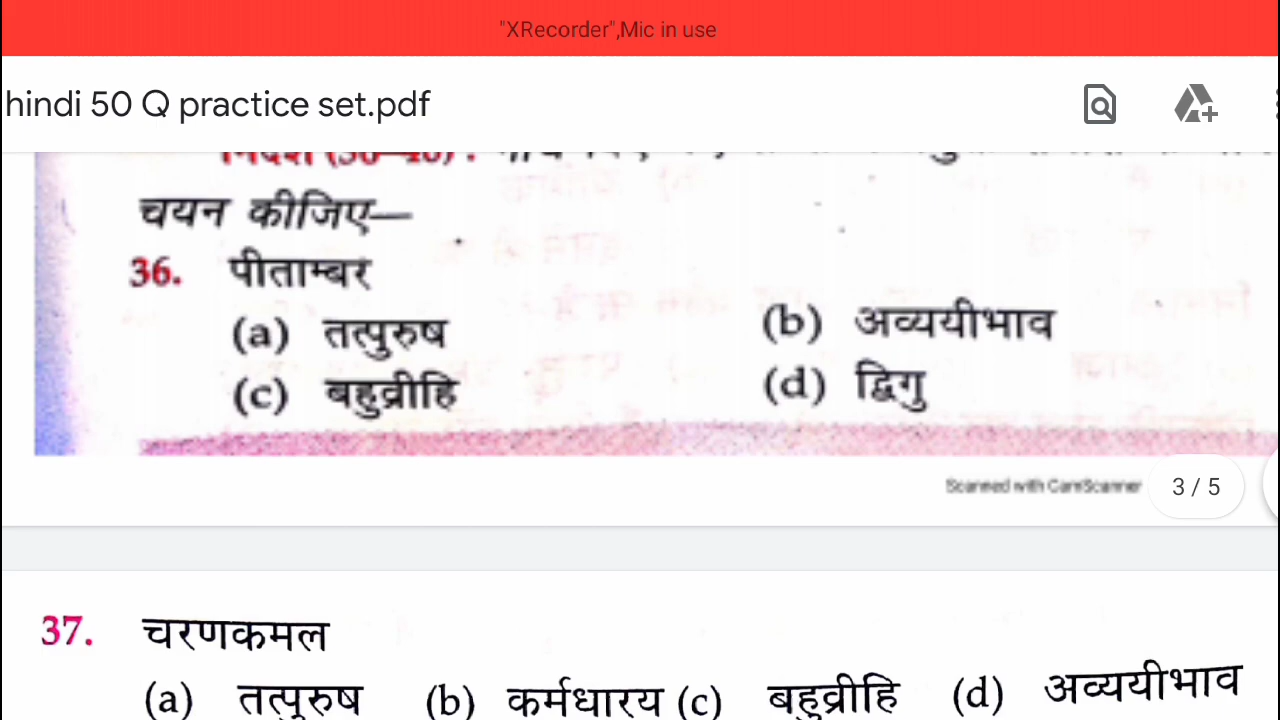 "XRecorder",Mic in use
hindi 50 Q practice set.pdf
चयन कीजिए—
36. पीताम्बर
(a) तत्पुरुष (b) अव्ययीभाव
(c) बहुव्रीहि (d) द्विगु
Scanned with CamScanner 3 / 5
37. चरणकमल
(a) तत्पुरुष (b) कर्मधारय (c) बहुव्रीहि (d) अव्ययीभाव